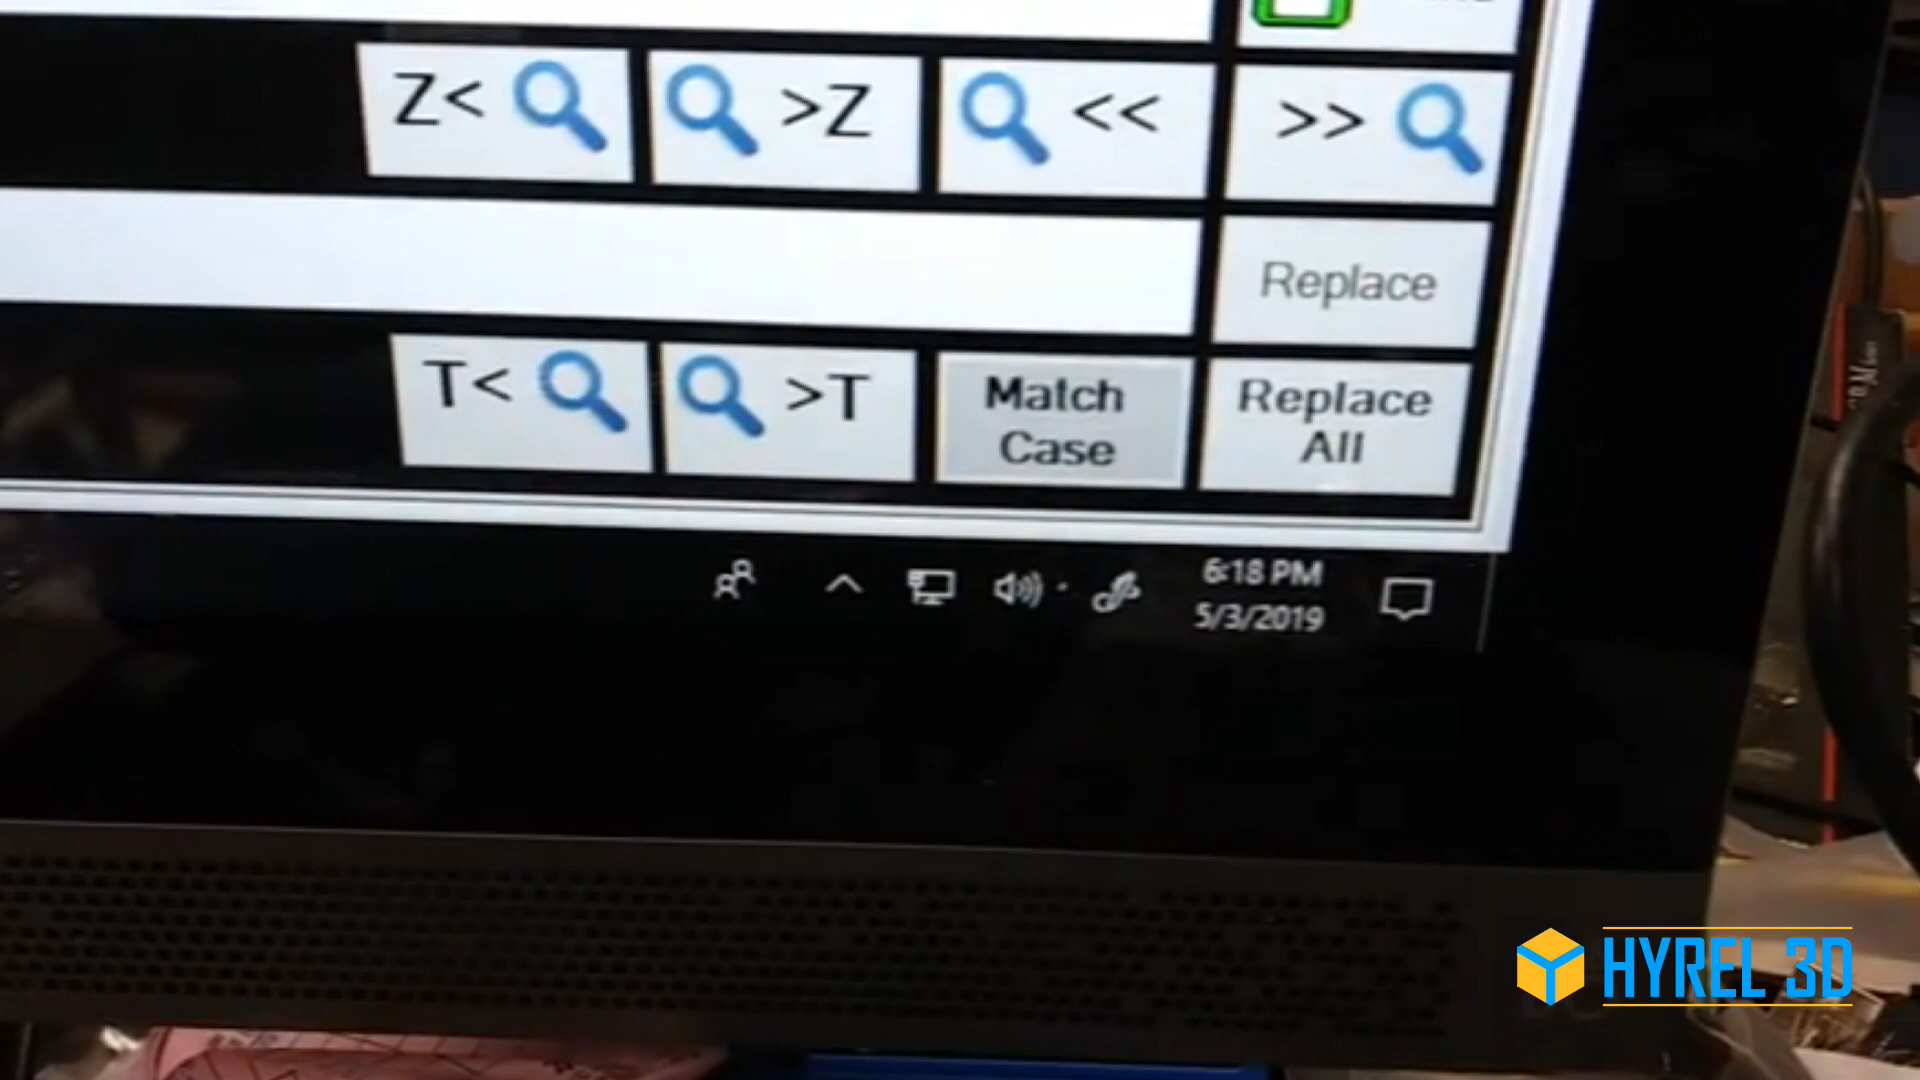 Z<
>Z
<<
>>
Replace
T<
>T
Match
Case
Replace
All
6:18 PM
5/3/2019
HYREL 3D